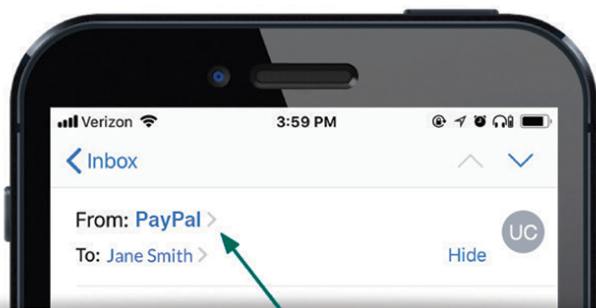 Verizon 3:59 PM
Inbox
From: PayPal
UC
To: Jane Smith Hide